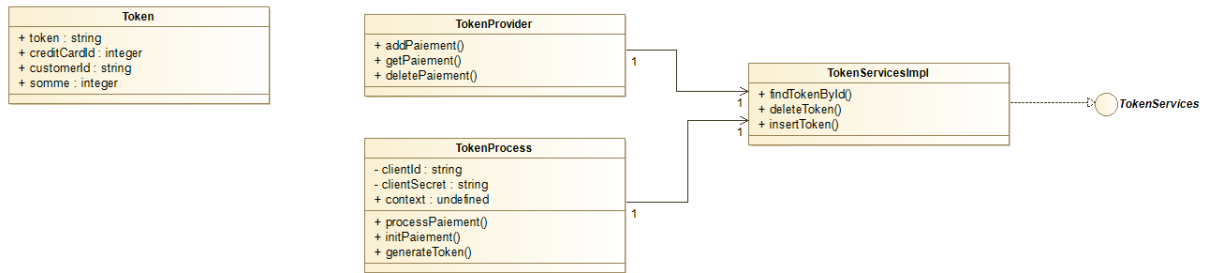 Token
+ token : string
+ creditCardId : integer
+ customerId : string
+ somme : integer
TokenProvider
+ addPaiement()
+ getPaiement()
+ deletePaiement()
1
1
TokenProcess
- clientId : string
- clientSecret : string
+ context : undefined
+ processPaiement()
+ initPaiement()
+ generateToken()
1
1
TokenServicesImpl
+ findTokenById()
+ deleteToken()
+ insertToken()
TokenServices